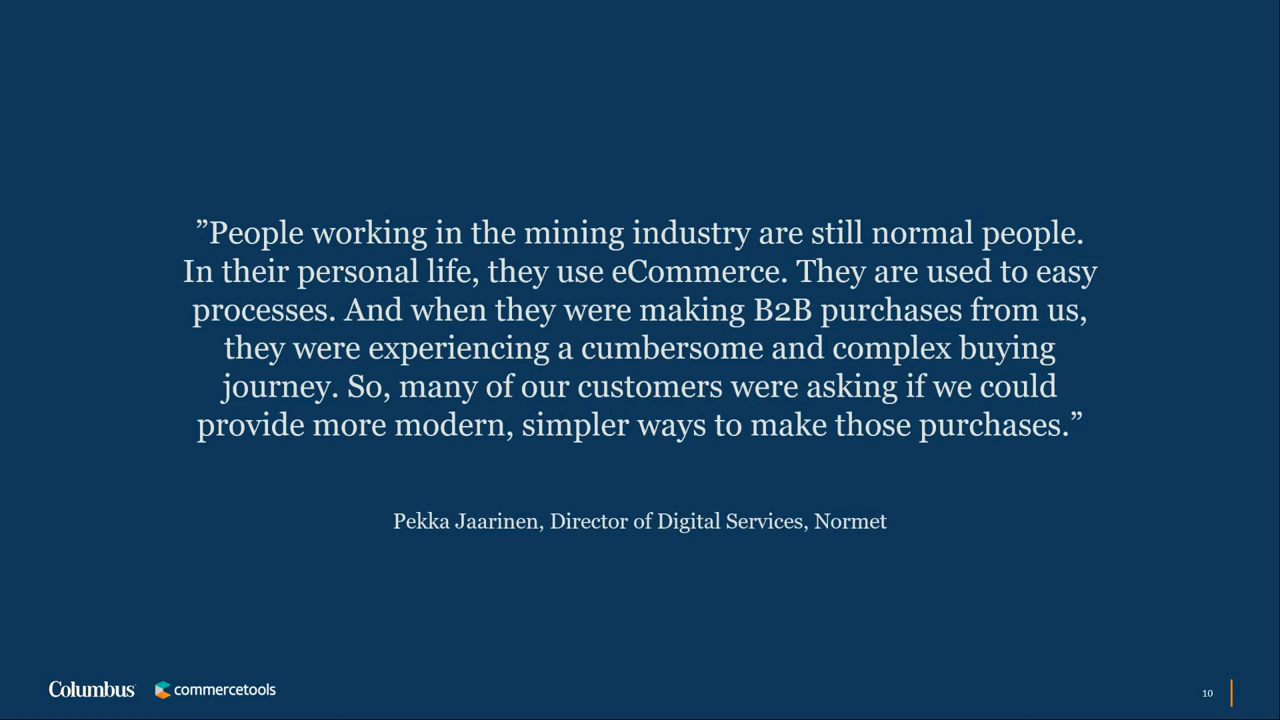 ”People working in the mining industry are still normal people.
In their personal life, they use eCommerce. They are used to easy
processes. And when they were making B2B purchases from us,
they were experiencing a cumbersome and complex buying
journey. So, many of our customers were asking if we could
provide more modern, simpler ways to make those purchases.”
Pekka Jaarinen, Director of Digital Services, Normet
Columbus commercetools
10